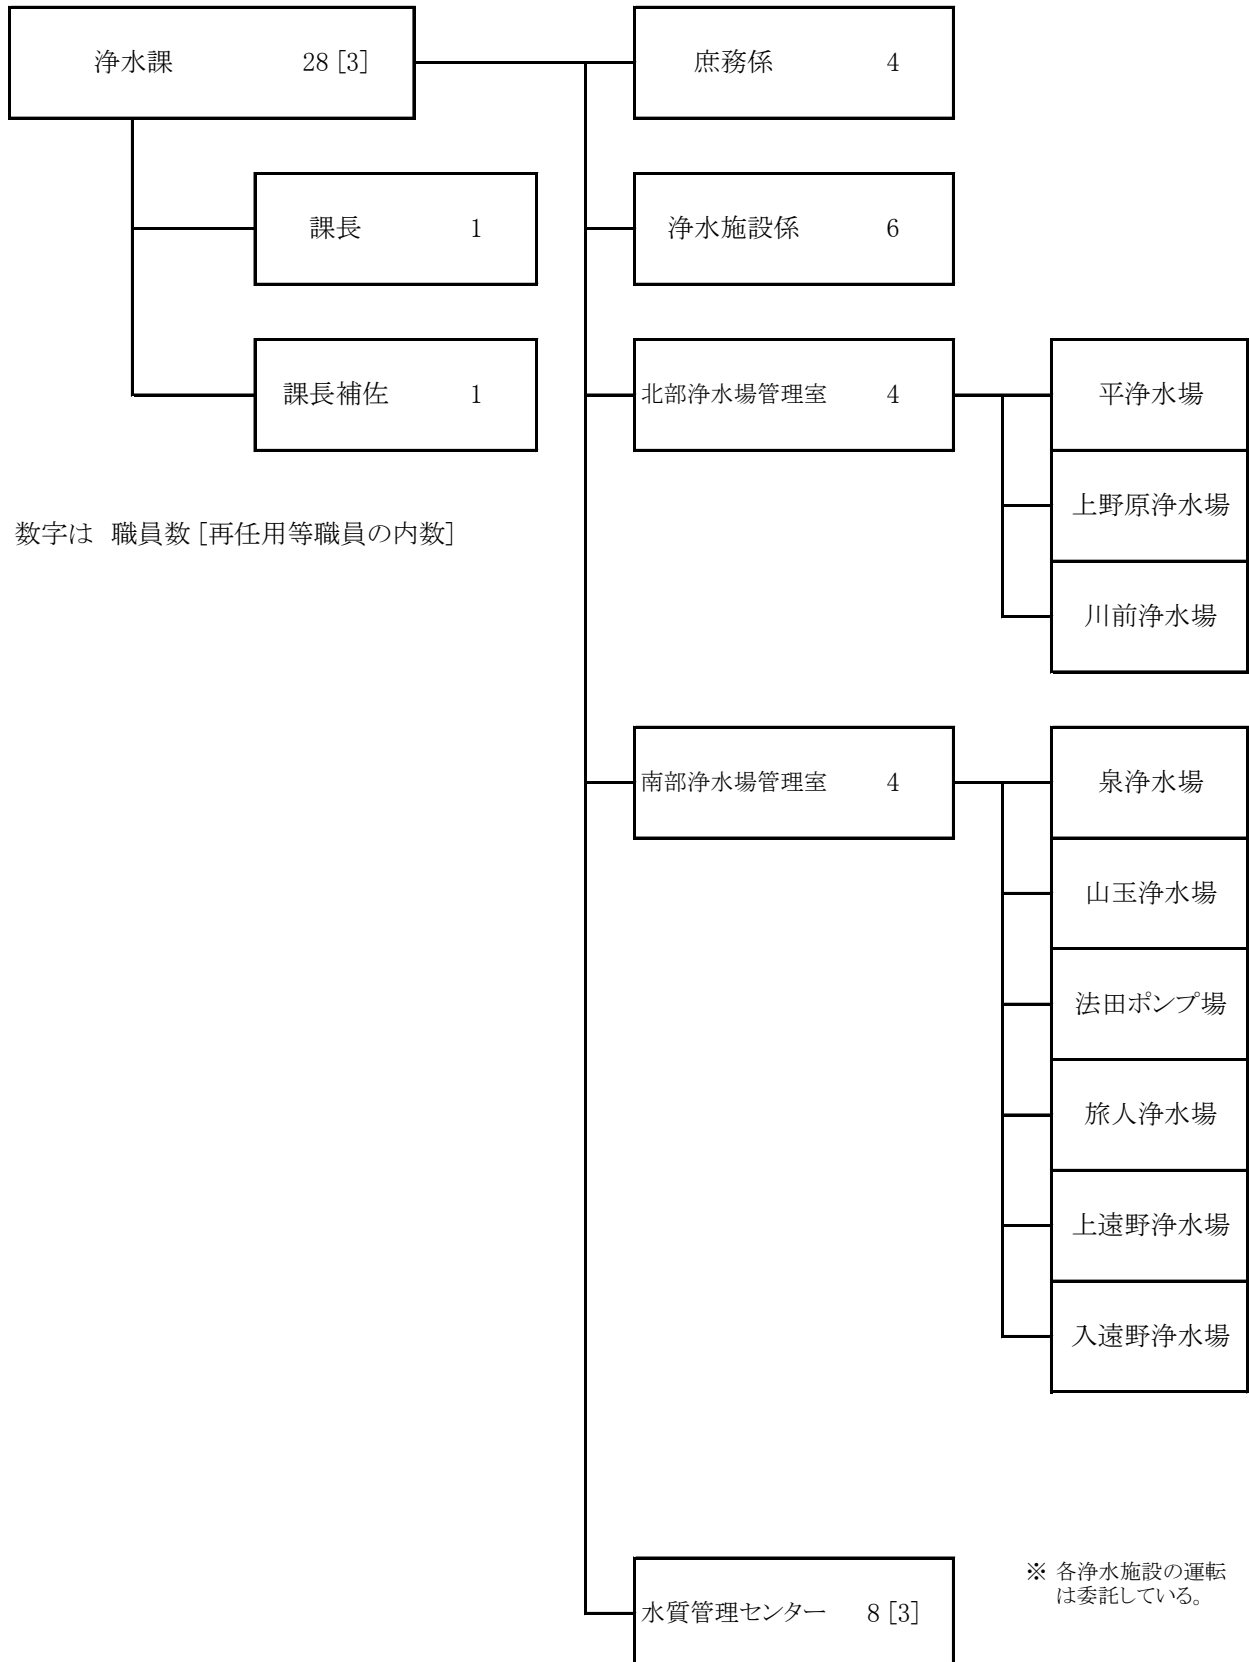 浄水課 28 [3]
庶務係 4
課長 1
浄水施設係 6
課長補佐 1
北部浄水場管理室 4
平浄水場
上野原浄水場
数字は 職員数 [再任用等職員の内数]
川前浄水場
南部浄水場管理室 4
泉浄水場
山玉浄水場
法田ポンプ場
旅人浄水場
上遠野浄水場
入遠野浄水場
※ 各浄水施設の運転
は委託している。
水質管理センター 8 [3]